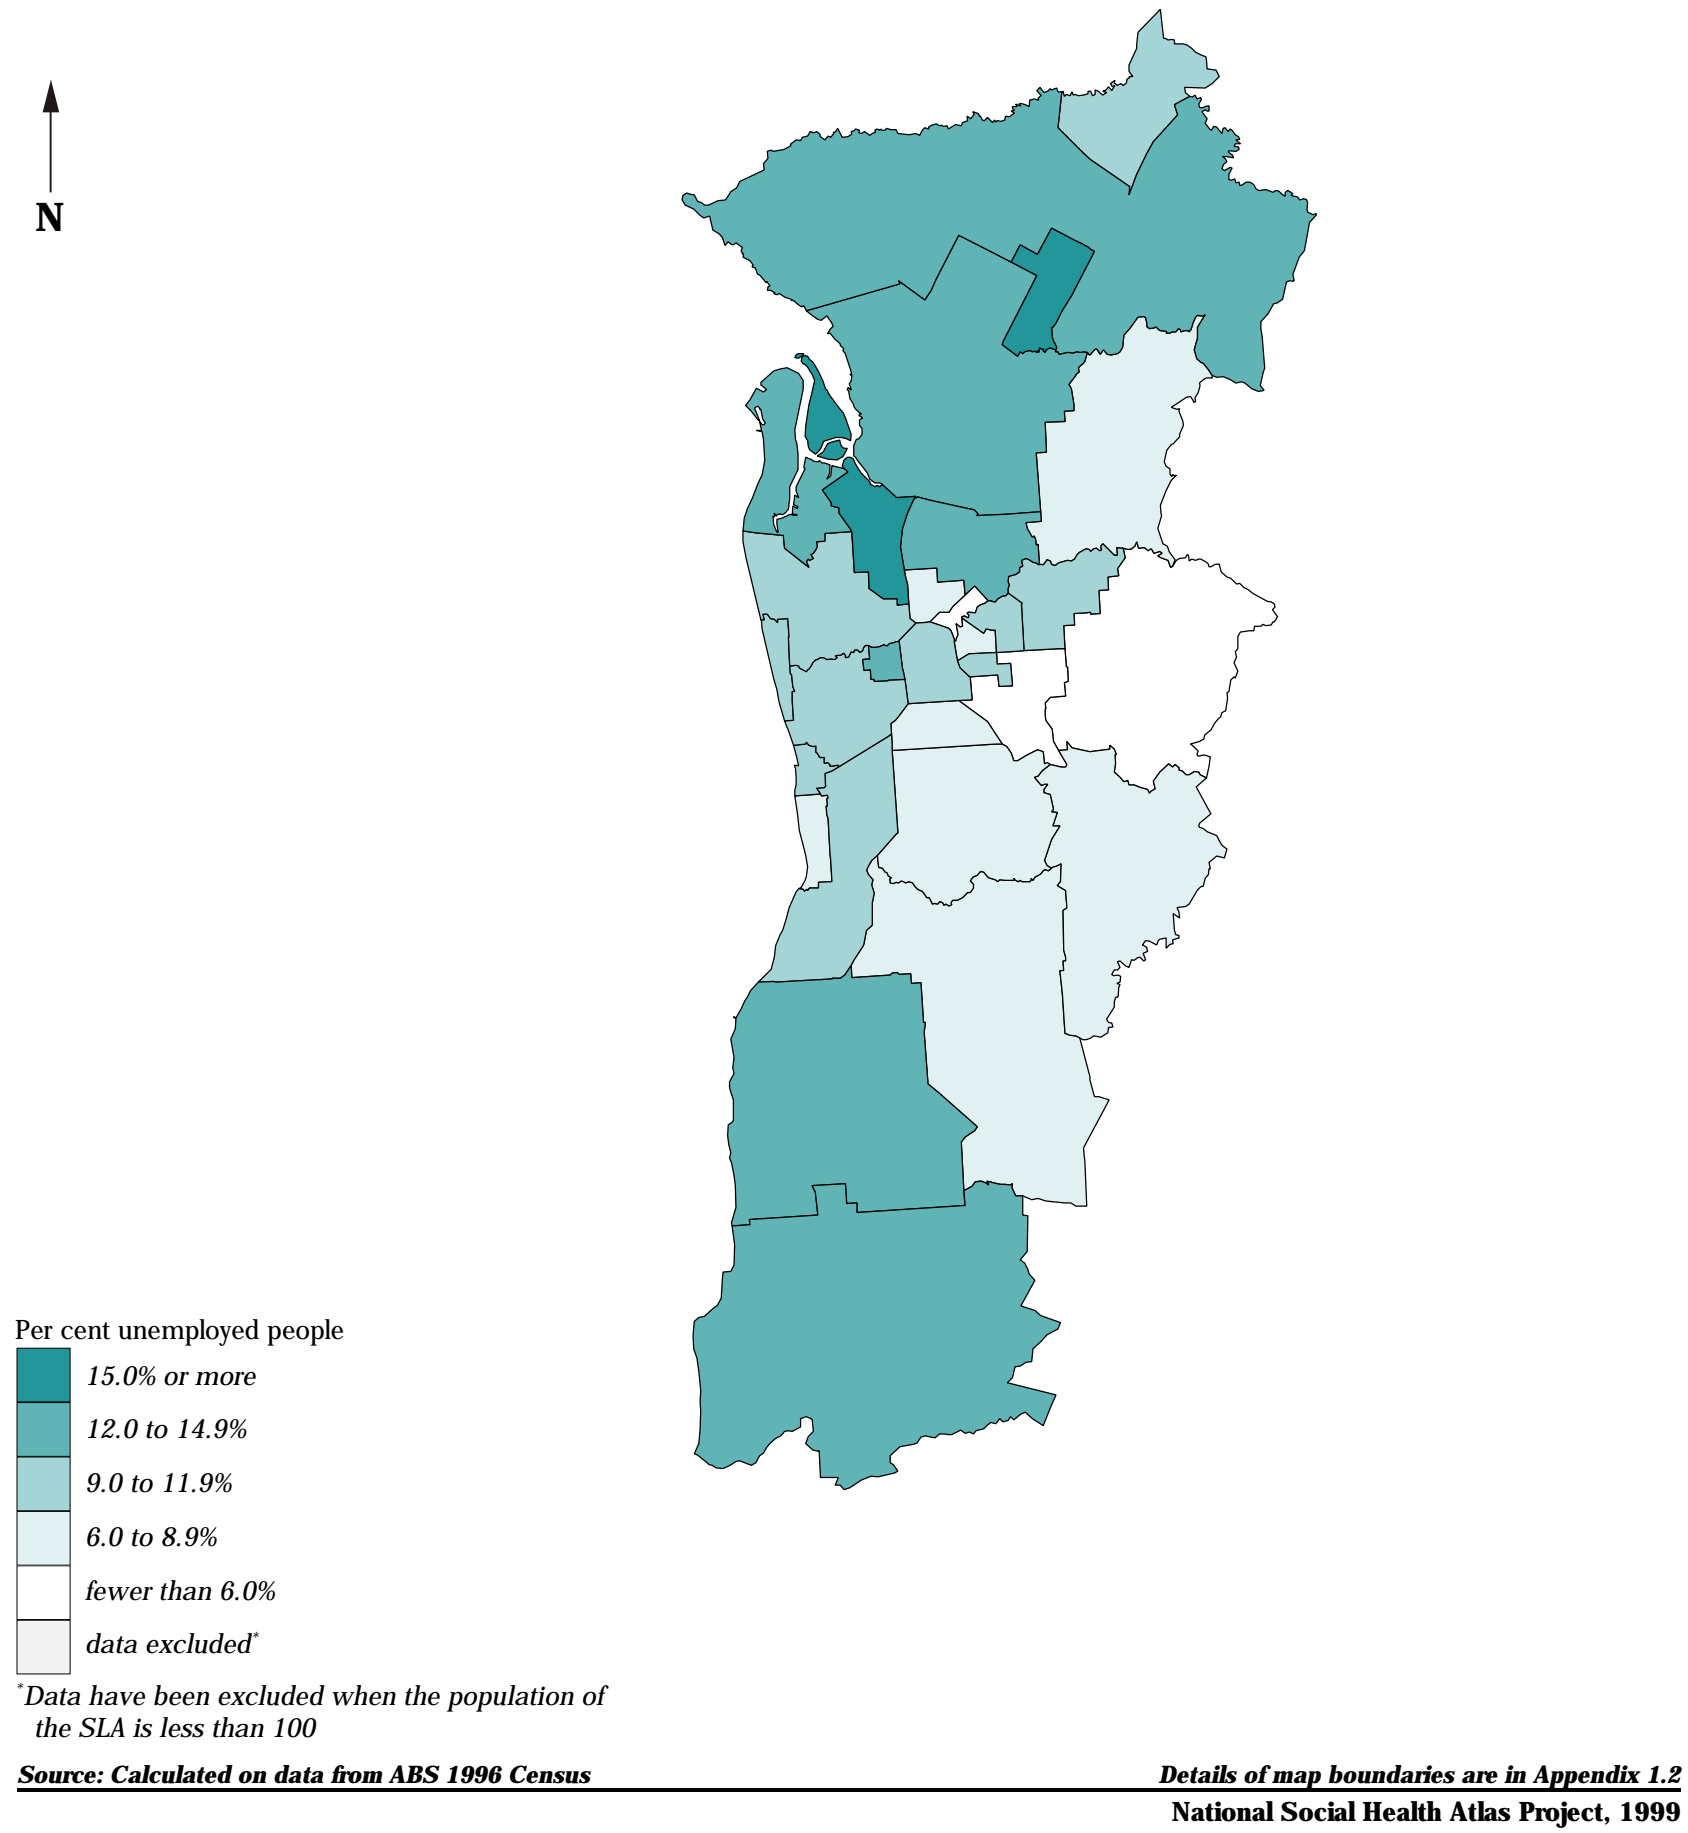 N
Per cent unemployed people
15.0% or more
12.0 to 14.9%
9.0 to 11.9%
6.0 to 8.9%
fewer than 6.0%
data excluded*
*Data have been excluded when the population of
the SLA is less than 100
Source: Calculated on data from ABS 1996 Census
Details of map boundaries are in Appendix 1.2
National Social Health Atlas Project, 1999